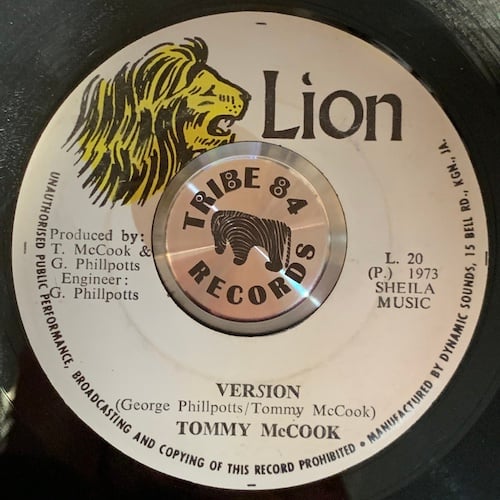 Lion
TRIBE 84
RECORDS
Produced by:
T. McCook &
G. Phillpotts
Engineer:
G. Phillpotts
L. 20
(P.) 1973
SHEILA
MUSIC
VERSION
(George Phillpotts/Tommy McCook)
TOMMY McCOOK
UNAUTHORISED PUBLIC PERFORMANCE, BROADCASTING AND COPYING OF THIS RECORD PROHIBITED • MANUFACTURED BY DYNAMIC SOUNDS, 15 BELL RD., KGN., JA.